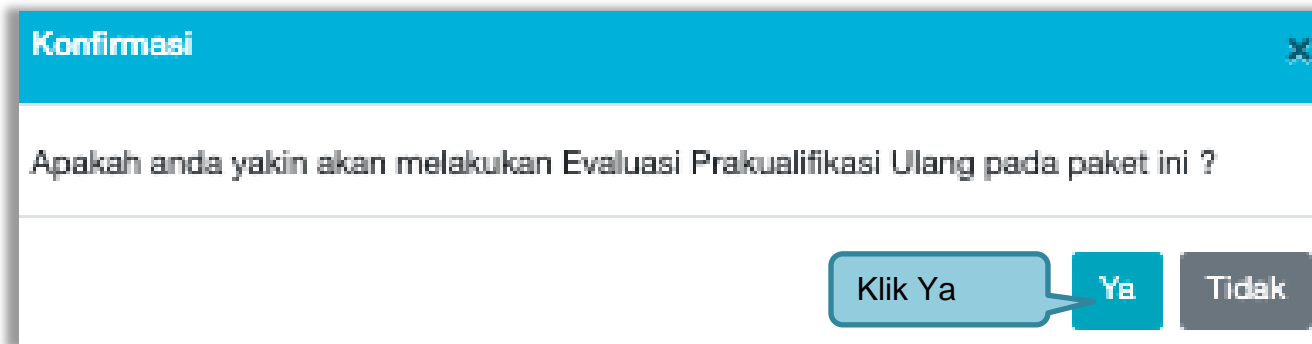 Konfirmasi
x
Apakah anda yakin akan melakukan Evaluasi Prakualifikasi Ulang pada paket ini ?
Klik Ya
Ya
Tidak